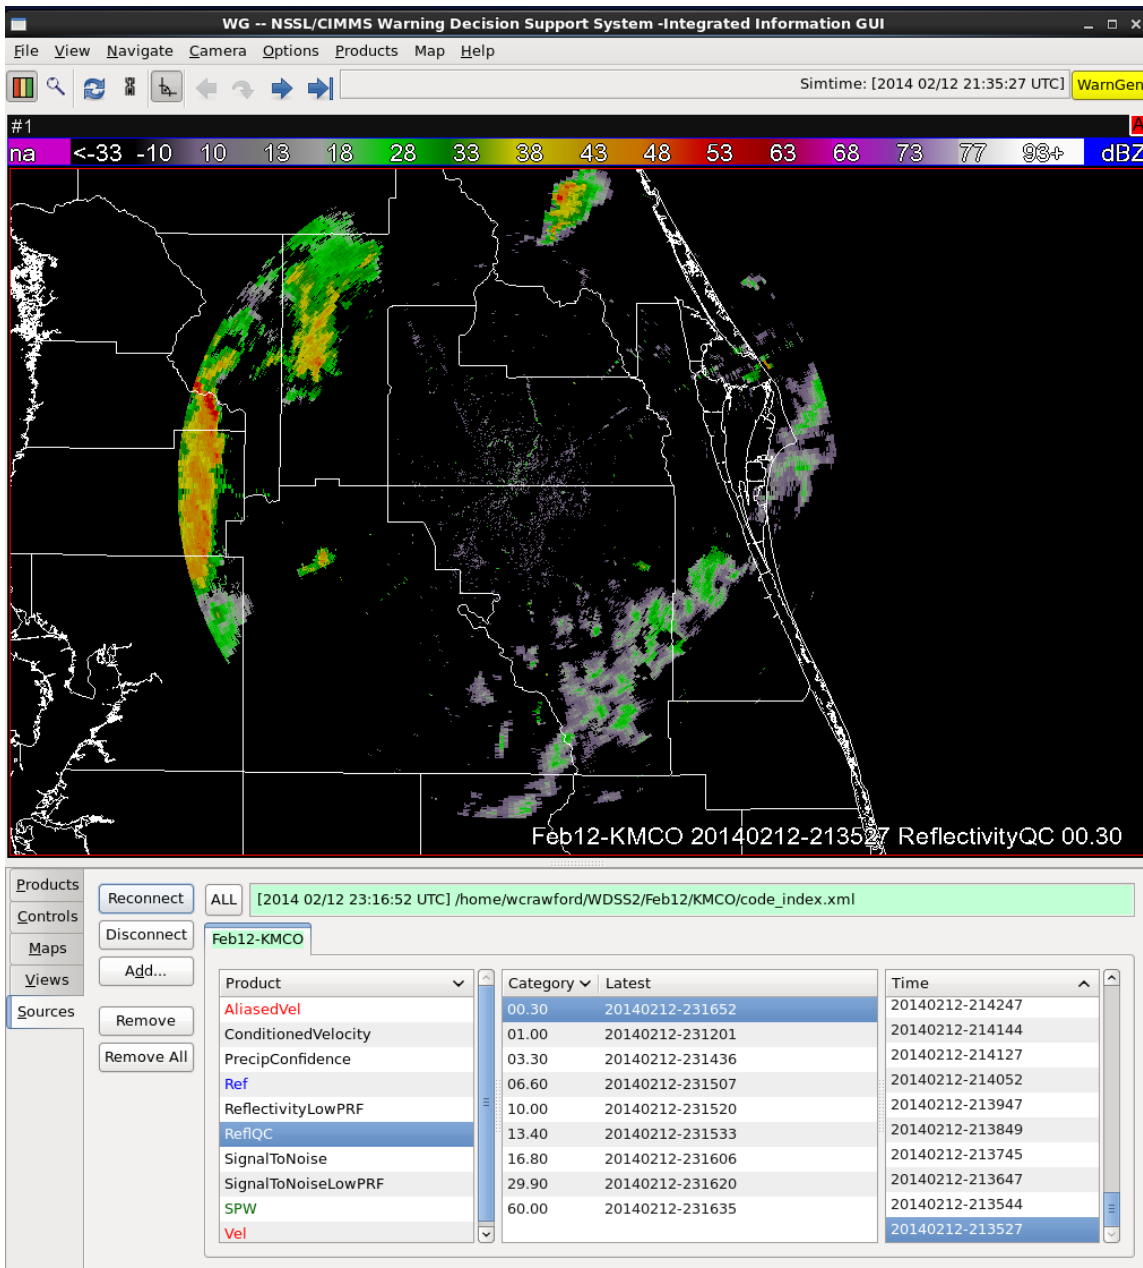 WG -- NSSL/CIMMS Warning Decision Support System -Integrated Information GUI
File View Navigate Camera Options Products Map Help
Simtime: [2014 02/12 21:35:27 UTC] WarnGen
#1 A
na <-33 -10 10 13 18 28 33 38 43 48 53 63 68 73 77 93+ dBZ
Feb12-KMCO 20140212-213527 ReflectivityQC 00.30
Products
Controls
Maps
Views
Sources
Reconnect
Disconnect
Add...
Remove
Remove All
ALL [2014 02/12 23:16:52 UTC] /home/wcrawford/WDSS2/Feb12/KMCO/code_index.xml
Feb12-KMCO
Product
AliasedVel
ConditionedVelocity
PrecipConfidence
Ref
ReflectivityLowPRF
ReflQC
SignalToNoise
SignalToNoiseLowPRF
SPW
Vel
Category Latest
00.30 20140212-231652
01.00 20140212-231201
03.30 20140212-231436
06.60 20140212-231507
10.00 20140212-231520
13.40 20140212-231533
16.80 20140212-231606
29.90 20140212-231620
60.00 20140212-231635
Time
20140212-214247
20140212-214144
20140212-214127
20140212-214052
20140212-213947
20140212-213849
20140212-213745
20140212-213647
20140212-213544
20140212-213527